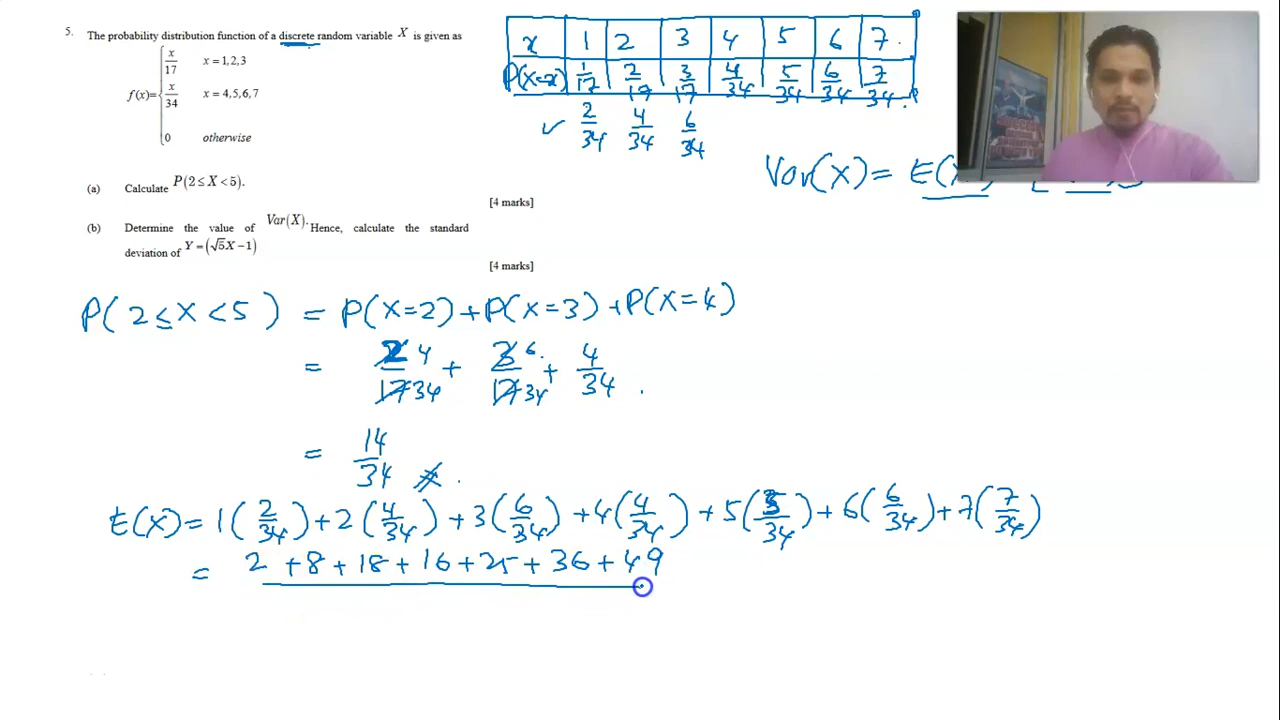 5. The probability distribution function of a discrete random variable X is given as
f(x)= { x/17 x = 1,2,3
x/34 x = 4,5,6,7
0 otherwise
(a) Calculate P(2≤X<5).
[4 marks]
(b) Determine the value of Var(X). Hence, calculate the standard
deviation of Y=(√5X−1)
[4 marks]
x 1 2 3 4 5 6 7
P(X=x) 1/17 2/17 3/17 4/34 5/34 6/34 7/34
✓ 2/34 4/34 6/34
Var(X)= E(
P(2≤X<5) = P(X=2)+P(X=3)+P(X=4)
= 4/34 + 6/34 + 4/34
= 14/34
E(X)= 1(2/34)+2(4/34)+3(6/34)+4(4/34)+5(5/34)+6(6/34)+7(7/34)
= 2+8+18+16+25+36+49